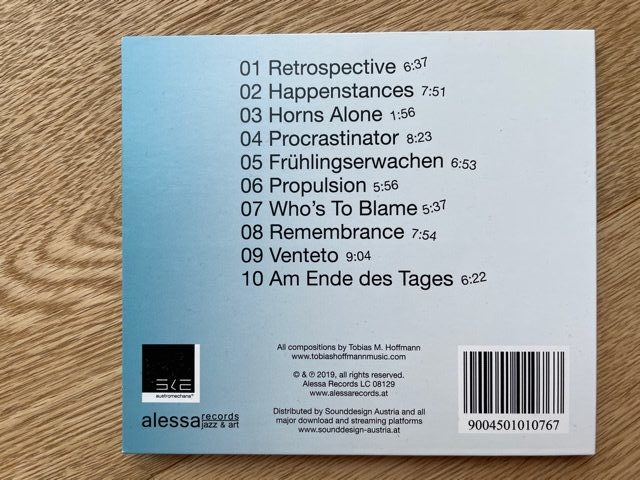 01 Retrospective 6:37
02 Happenstances 7:51
03 Horns Alone 1:56
04 Procrastinator 8:23
05 Frühlingserwachen 6:53
06 Propulsion 5:56
07 Who's To Blame 5:37
08 Remembrance 7:54
09 Venteto 9:04
10 Am Ende des Tages 6:22
All compositions by Tobias M. Hoffmann
www.tobiashoffmannmusic.com
© & ℗ 2019, all rights reserved.
Alessa Records LC 08129
www.alessarecords.at
Distributed by Sounddesign Austria and all
major download and streaming platforms
www.sounddesign-austria.at
austromechana®
alessa records
jazz & art
9004501010767